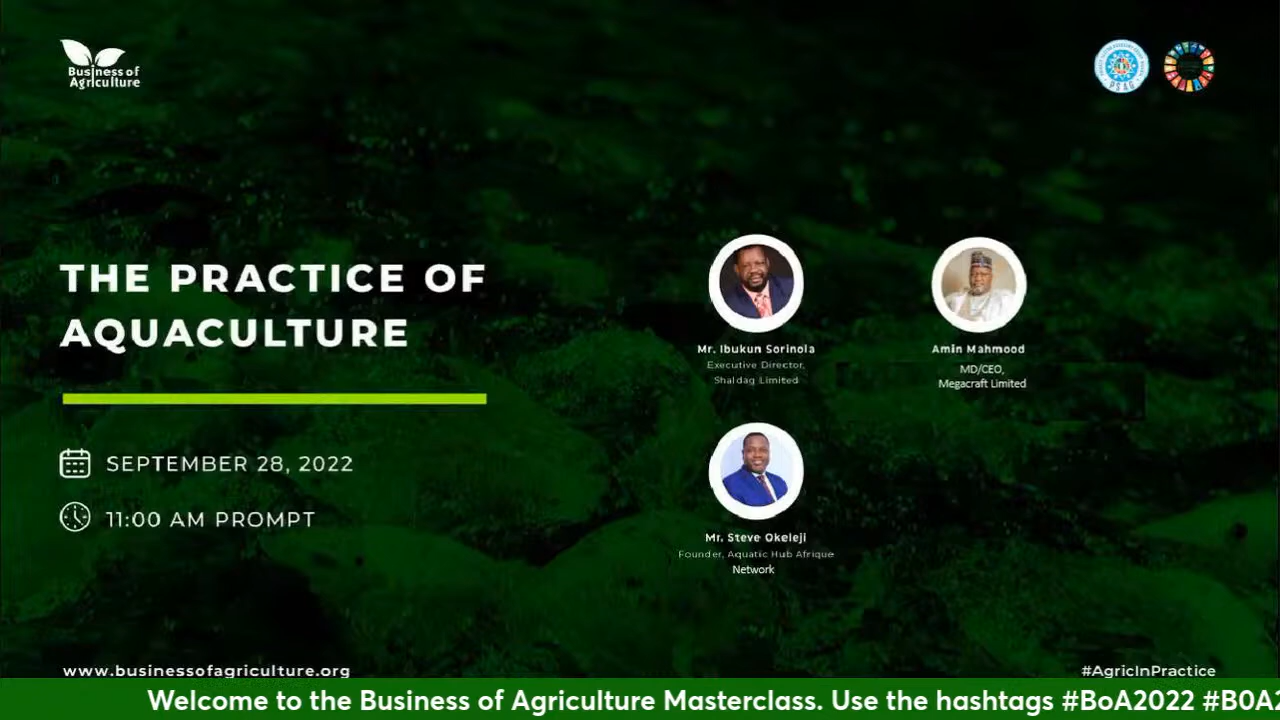 Business of
Agriculture
PSAG
THE PRACTICE OF
AQUACULTURE
SEPTEMBER 28, 2022
11:00 AM PROMPT
Mr. Ibukun Sorinola
Executive Director,
Shaldag Limited
Amin Mahmood
MD/CEO,
Megacraft Limited
Mr. Steve Okeleji
Founder, Aquatic Hub Afrique
Network
www.businessofagriculture.org
#AgricInPractice
Welcome to the Business of Agriculture Masterclass. Use the hashtags #BoA2022 #B0A2